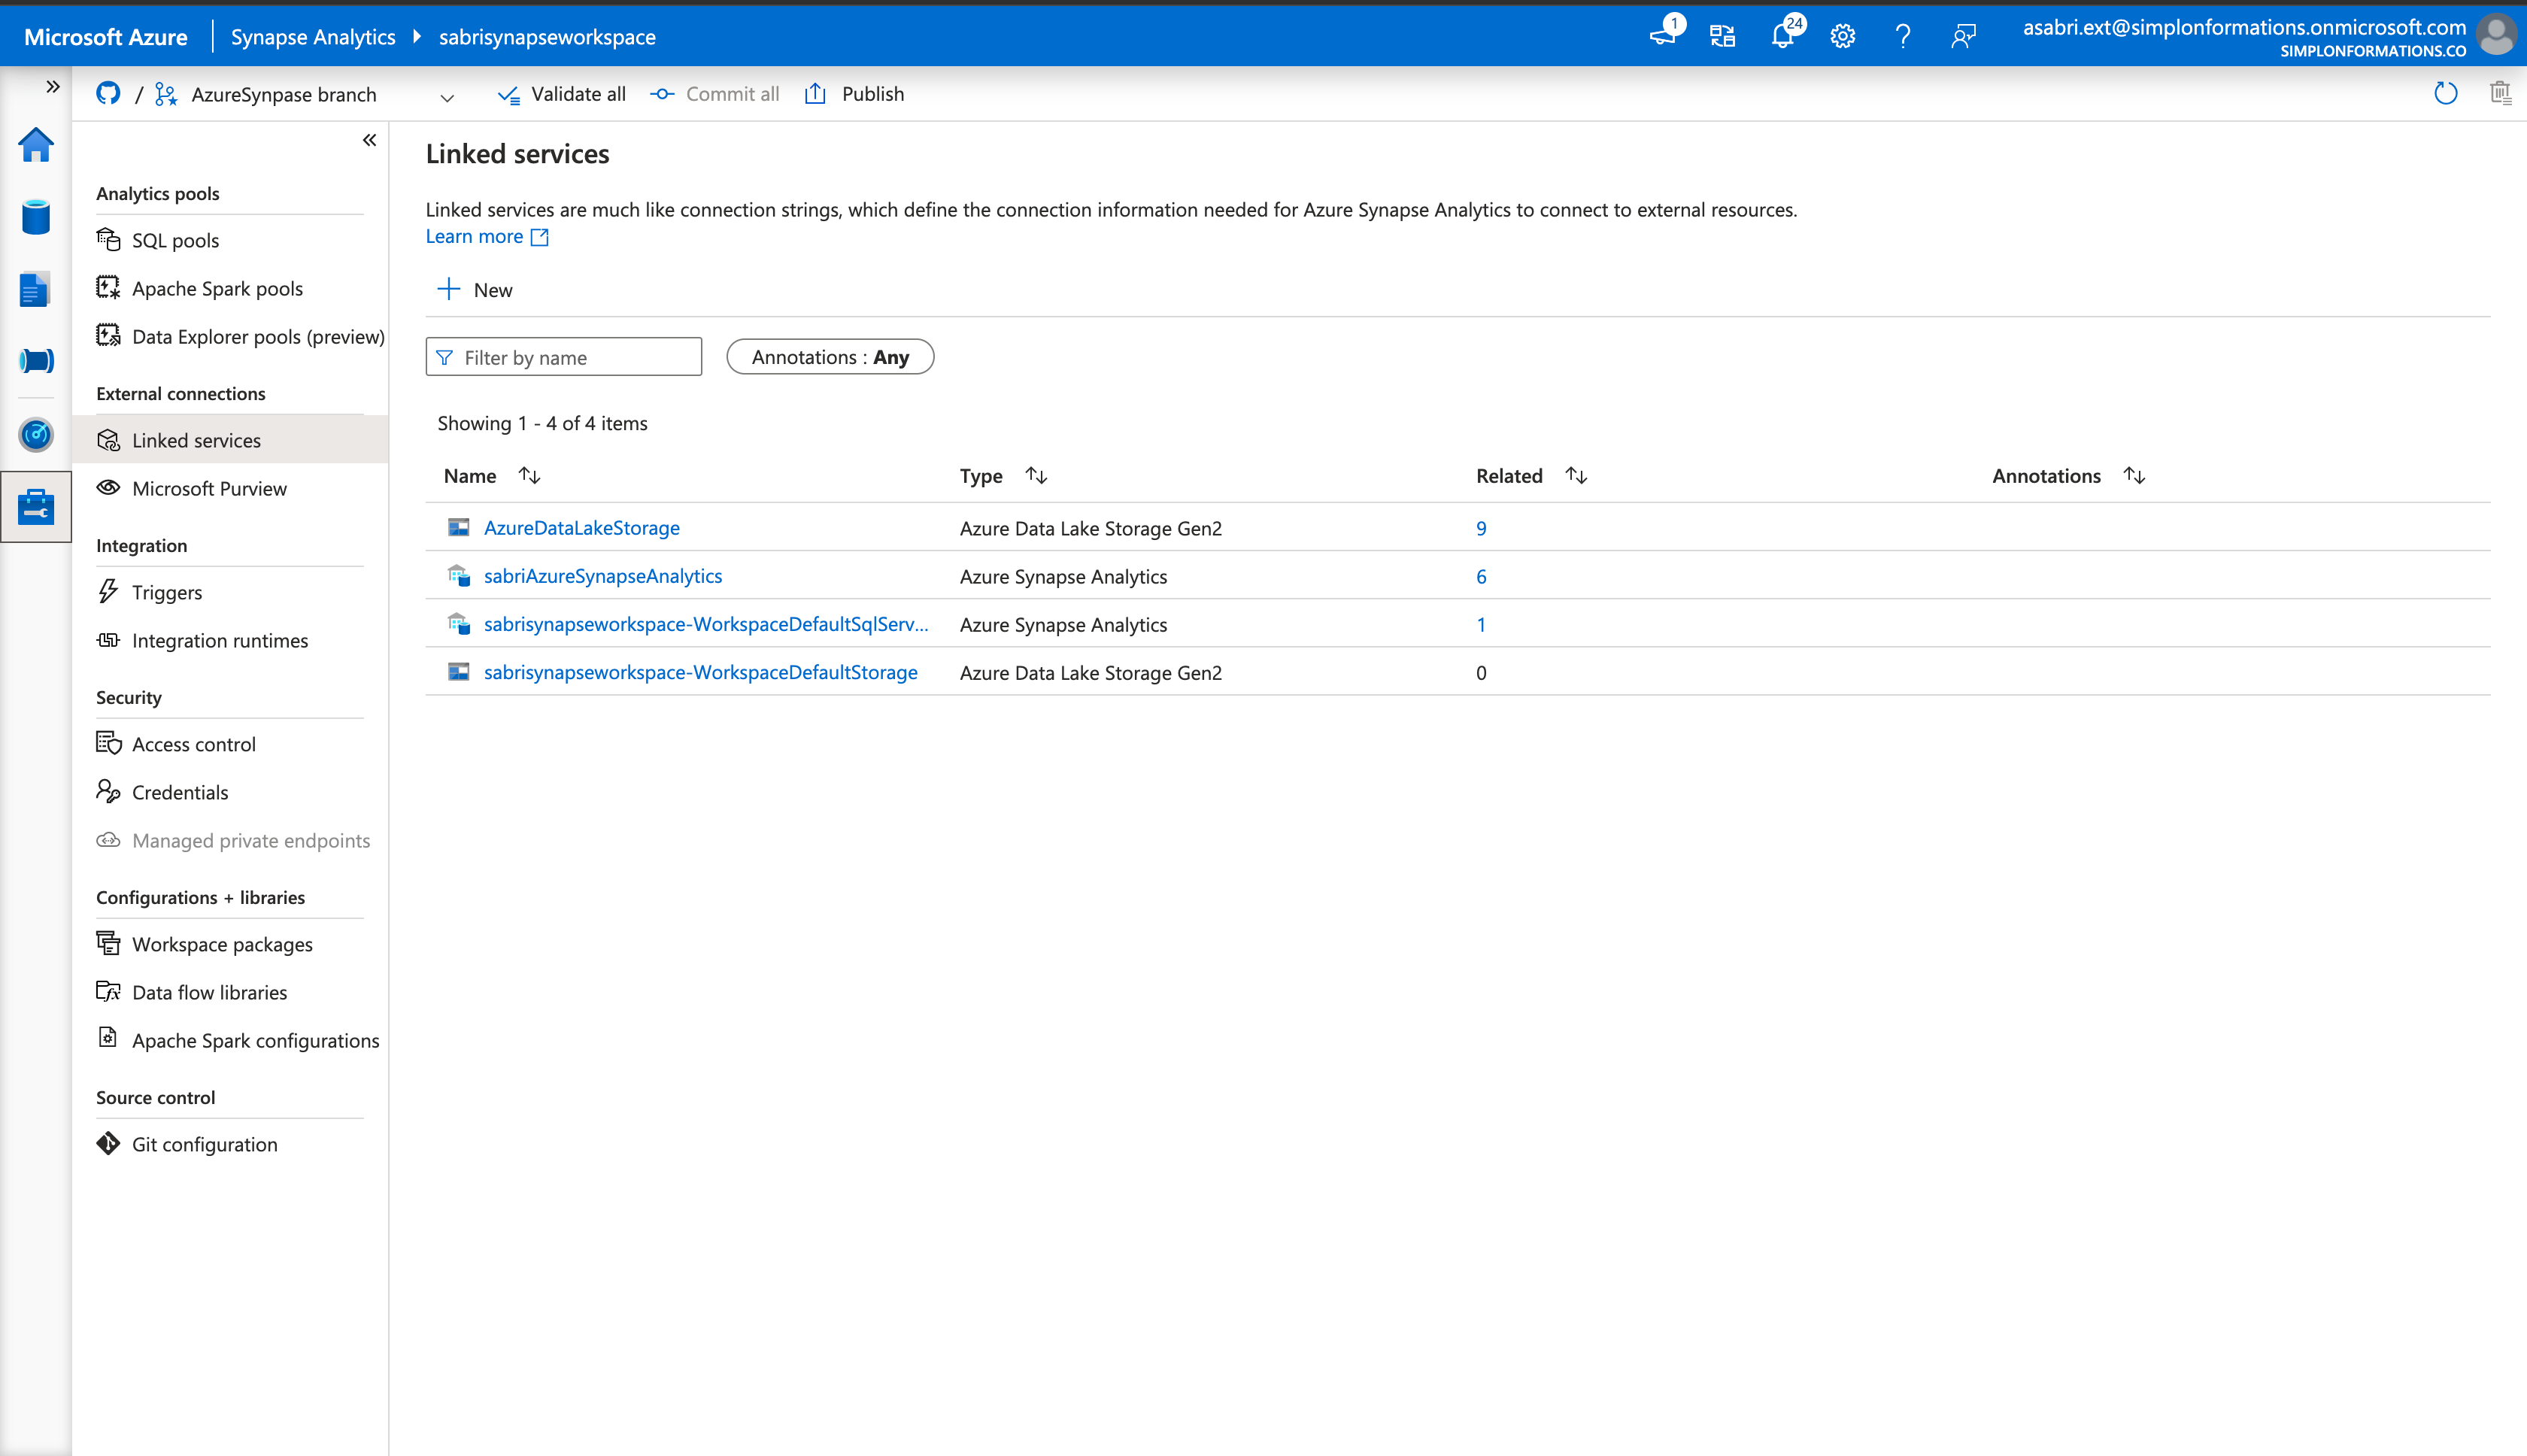 Microsoft Azure
Synapse Analytics
sabrisynapseworkspace
1
24
asabri.ext@simplonformations.onmicrosoft.com
SIMPLONFORMATIONS.CO
/
AzureSynpase branch
Validate all
Commit all
Publish
Analytics pools
SQL pools
Apache Spark pools
Data Explorer pools (preview)
External connections
Linked services
Microsoft Purview
Integration
Triggers
Integration runtimes
Security
Access control
Credentials
Managed private endpoints
Configurations + libraries
Workspace packages
Data flow libraries
Apache Spark configurations
Source control
Git configuration
Linked services
Linked services are much like connection strings, which define the connection information needed for Azure Synapse Analytics to connect to external resources.
Learn more
New
Filter by name
Annotations : Any
Showing 1 - 4 of 4 items
Name Type Related Annotations
AzureDataLakeStorage Azure Data Lake Storage Gen2 9
sabriAzureSynapseAnalytics Azure Synapse Analytics 6
sabrisynapseworkspace-WorkspaceDefaultSqlServ... Azure Synapse Analytics 1
sabrisynapseworkspace-WorkspaceDefaultStorage Azure Data Lake Storage Gen2 0